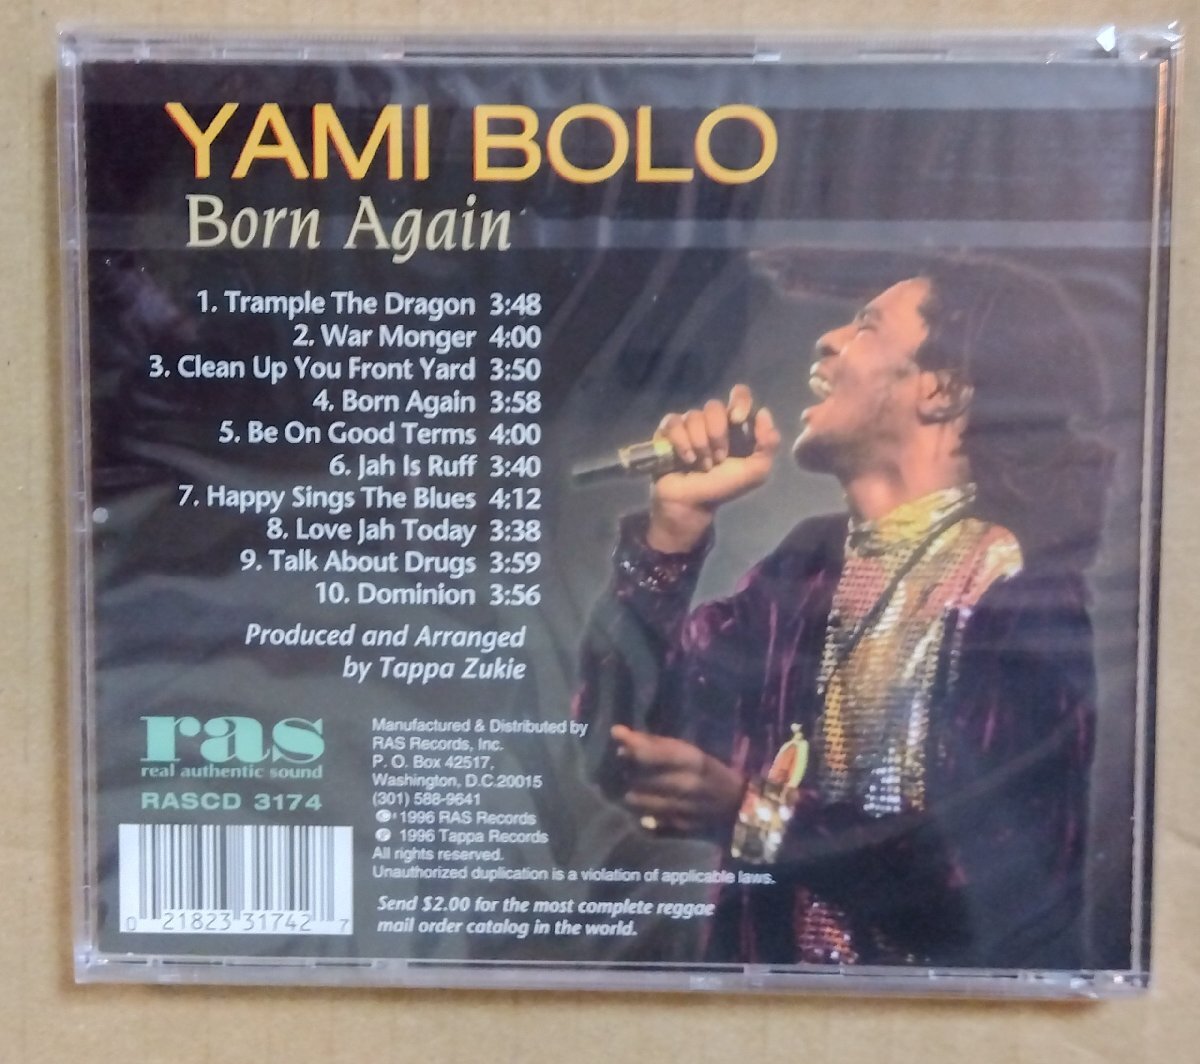 YAMI BOLO
Born Again
1. Trample The Dragon 3:48
2. War Monger 4:00
3. Clean Up You Front Yard 3:50
4. Born Again 3:58
5. Be On Good Terms 4:00
6. Jah Is Ruff 3:40
7. Happy Sings The Blues 4:12
8. Love Jah Today 3:38
9. Talk About Drugs 3:59
10. Dominion 3:56
Produced and Arranged
by Tappa Zukie
ras
real authentic sound
RASCD 3174
0 21823 31742 7
Manufactured & Distributed by
RAS Records, Inc.
P. O. Box 42517,
Washington, D.C.20015
(301) 588-9641
© 1996 RAS Records
℗ 1996 Tappa Records
All rights reserved.
Unauthorized duplication is a violation of applicable laws.
Send $2.00 for the most complete reggae
mail order catalog in the world.